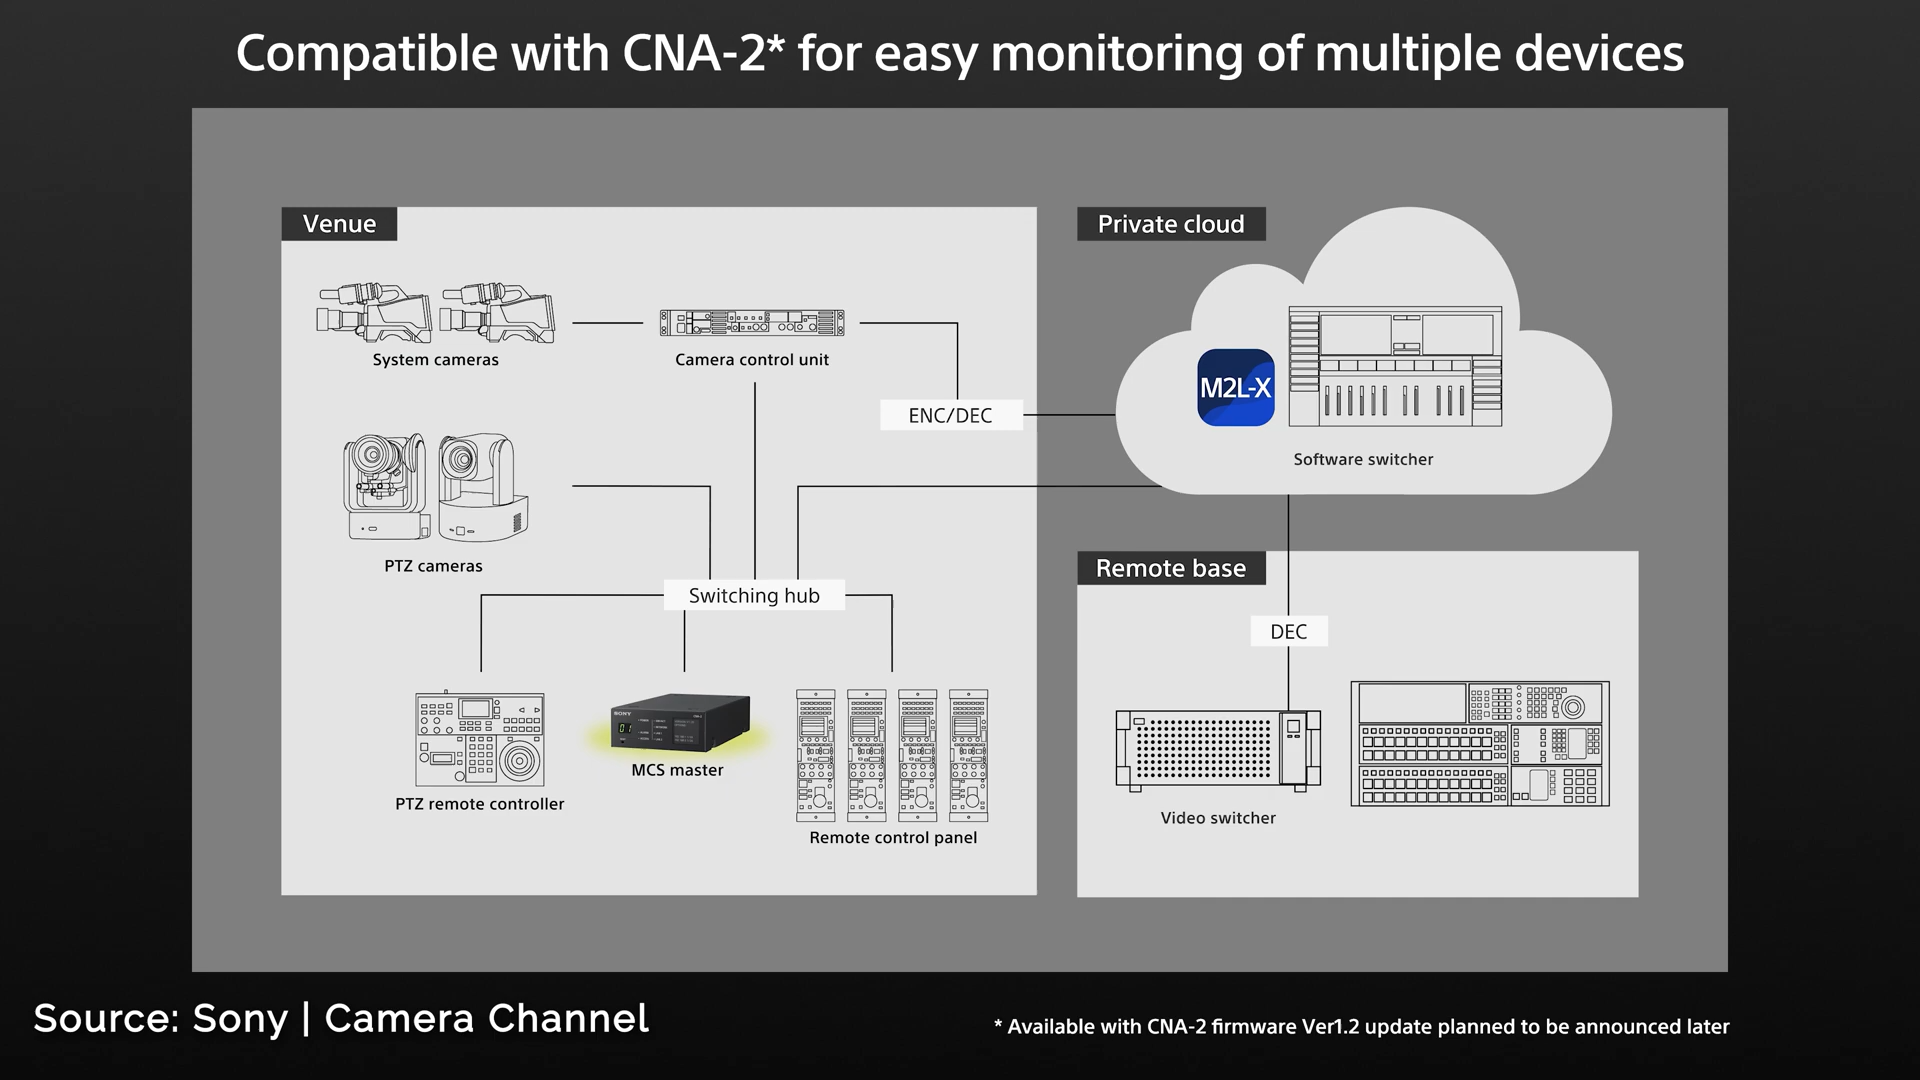 Compatible with CNA-2* for easy monitoring of multiple devices
Venue
System cameras
Camera control unit
ENC/DEC
PTZ cameras
Switching hub
PTZ remote controller
SONY
01
MCS master
Remote control panel
Private cloud
M2L-X
Software switcher
Remote base
DEC
Video switcher
Source: Sony | Camera Channel
* Available with CNA-2 firmware Ver1.2 update planned to be announced later